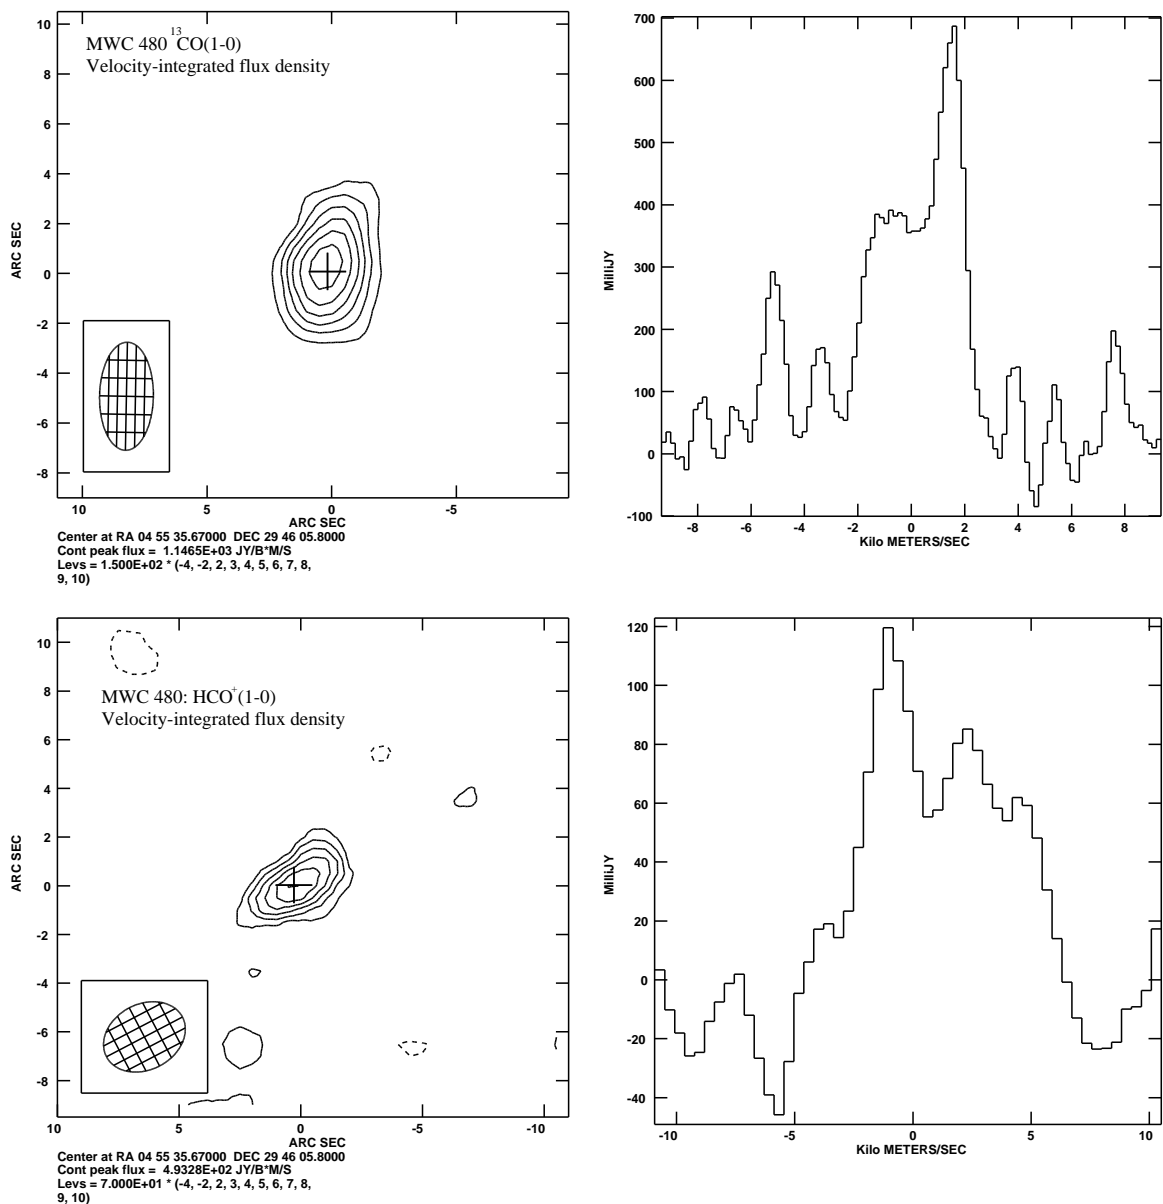 MWC 480 13CO(1-0)
Velocity-integrated flux density
10
8
6
4
2
0
-2
-4
-6
-8
ARC SEC
10 5 0 -5
ARC SEC
Center at RA 04 55 35.67000 DEC 29 46 05.8000
Cont peak flux = 1.1465E+03 JY/B*M/S
Levs = 1.500E+02 * (-4, -2, 2, 3, 4, 5, 6, 7, 8,
9, 10)
700
600
500
400
300
200
100
0
-100
MilliJY
-8 -6 -4 -2 0 2 4 6 8
Kilo METERS/SEC
MWC 480: HCO+(1-0)
Velocity-integrated flux density
10
8
6
4
2
0
-2
-4
-6
-8
ARC SEC
10 5 0 -5 -10
ARC SEC
Center at RA 04 55 35.67000 DEC 29 46 05.8000
Cont peak flux = 4.9328E+02 JY/B*M/S
Levs = 7.000E+01 * (-4, -2, 2, 3, 4, 5, 6, 7, 8,
9, 10)
120
100
80
60
40
20
0
-20
-40
MilliJY
-10 -5 0 5 10
Kilo METERS/SEC